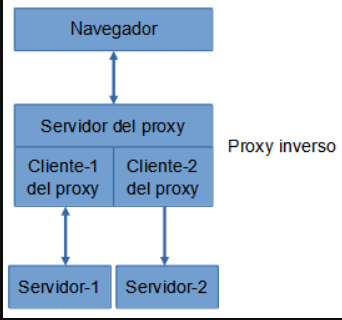 Navegador
Servidor del proxy
Proxy inverso
Cliente-1
del proxy
Cliente-2
del proxy
Servidor-1
Servidor-2